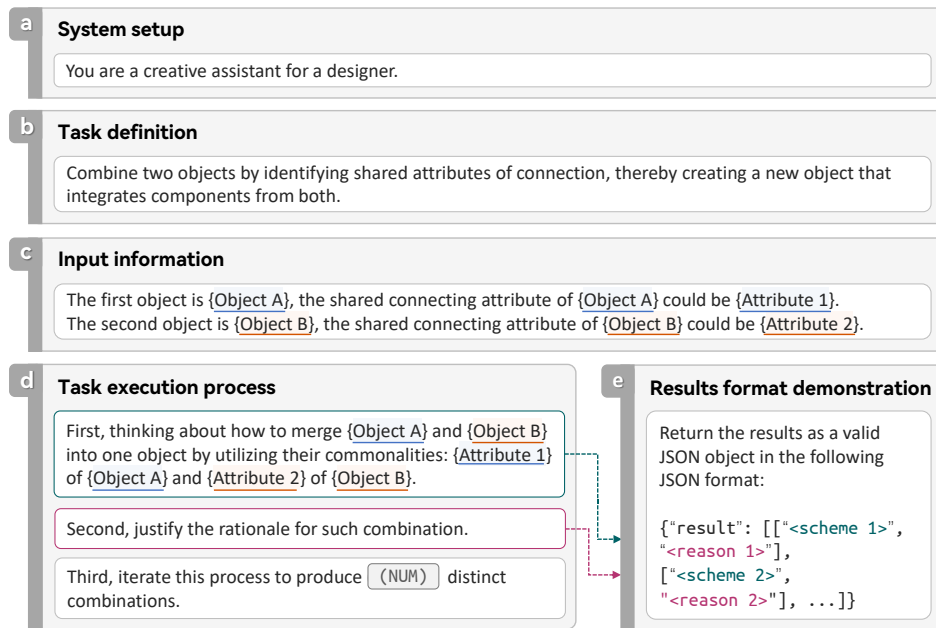 a
System setup
You are a creative assistant for a designer.
b
Task definition
Combine two objects by identifying shared attributes of connection, thereby creating a new object that
integrates components from both.
c
Input information
The first object is {Object A}, the shared connecting attribute of {Object A} could be {Attribute 1}.
The second object is {Object B}, the shared connecting attribute of {Object B} could be {Attribute 2}.
d
Task execution process
First, thinking about how to merge {Object A} and {Object B}
into one object by utilizing their commonalities: {Attribute 1}
of {Object A} and {Attribute 2} of {Object B}.
Second, justify the rationale for such combination.
Third, iterate this process to produce (NUM) distinct
combinations.
e
Results format demonstration
Return the results as a valid
JSON object in the following
JSON format:
{“result”: [[“<scheme 1>”,
“<reason 1>”],
[“<scheme 2>”,
"<reason 2>"], ...]}